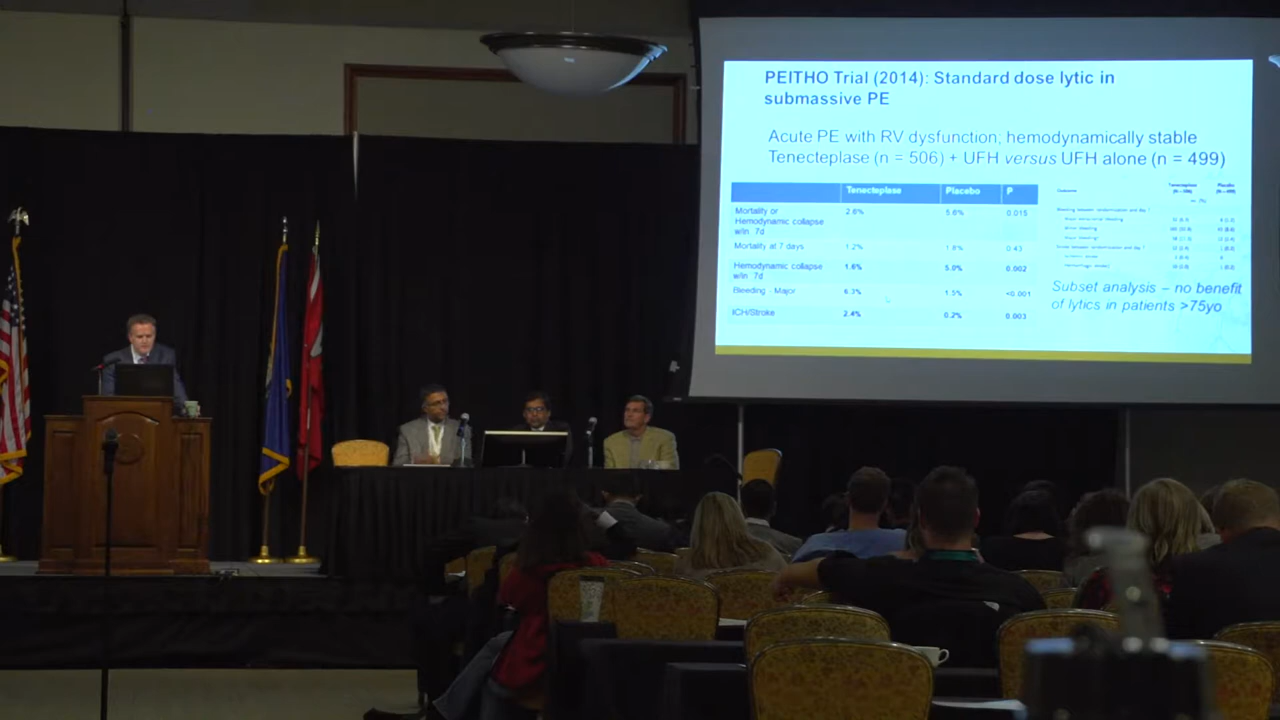 PEITHO Trial (2014): Standard dose lytic in
submassive PE
Acute PE with RV dysfunction; hemodynamically stable
Tenecteplase (n = 506) + UFH versus UFH alone (n = 499)
Tenecteplase Placebo P
Mortality or
Hemodynamic collapse
w/in 7d
2.6% 5.6% 0.015
Mortality at 7 days 1.2% 1.8% 0.43
Hemodynamic collapse
w/in 7d
1.6% 5.0% 0.002
Bleeding - Major 6.3% 1.5% <0.001
ICH/Stroke 2.4% 0.2% 0.003
Tenecteplase Placebo
Subset analysis – no benefit
of lytics in patients >75yo